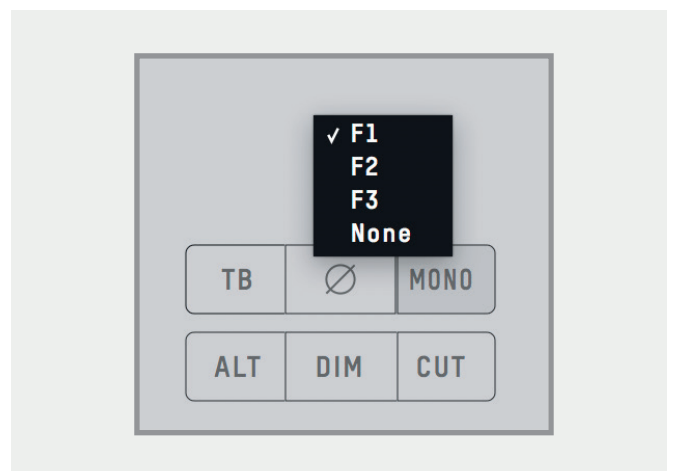 ✓ F1
F2
F3
None
TB Ø MONO
ALT DIM CUT